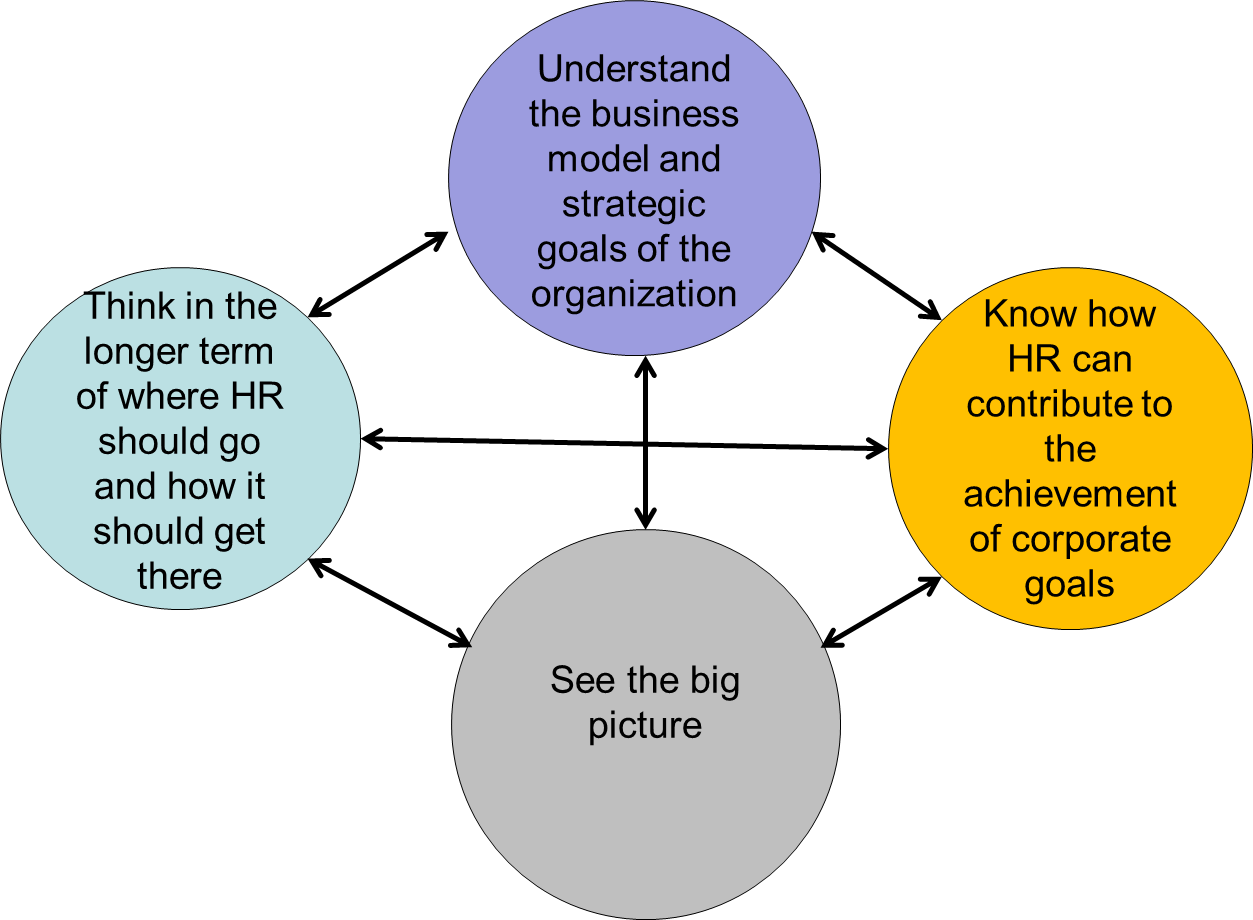 Understand
the business
model and
strategic
goals of the
organization
Think in the
longer term
of where HR
should go
and how it
should get
there
Know how
HR can
contribute to
the
achievement
of corporate
goals
See the big
picture